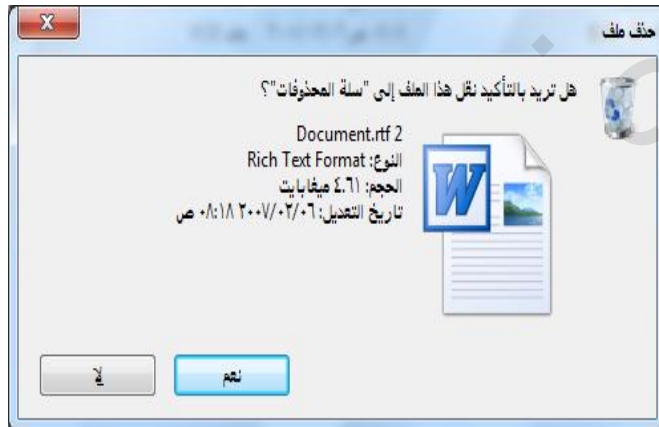 حذف ملف
هل تريد بالتأكيد نقل هذا الملف إلى "سلة المحذوفات"؟
Document.rtf 2
النوع: Rich Text Format
الحجم: ٤.٦١ ميغابايت
تاريخ التعديل: ٢٠٠٧/٠٢/٠٦ ٠٨:١٨ ص
نعم
لا